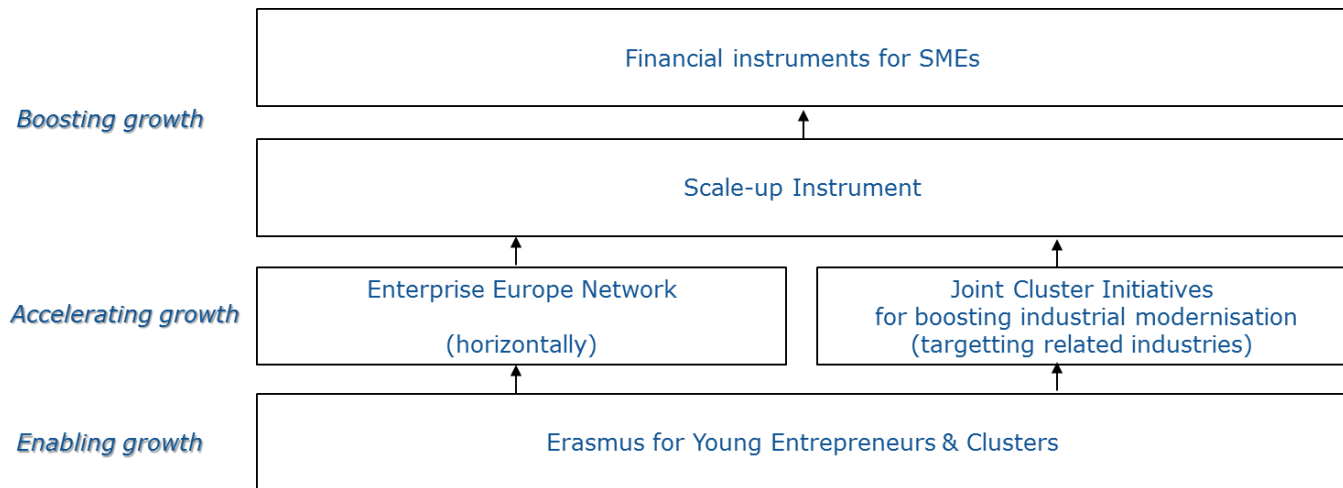 Financial instruments for SMEs
Boosting growth
Scale-up Instrument
Enterprise Europe Network
(horizontally)
Joint Cluster Initiatives
for boosting industrial modernisation
(targetting related industries)
Accelerating growth
Enabling growth
Erasmus for Young Entrepreneurs & Clusters